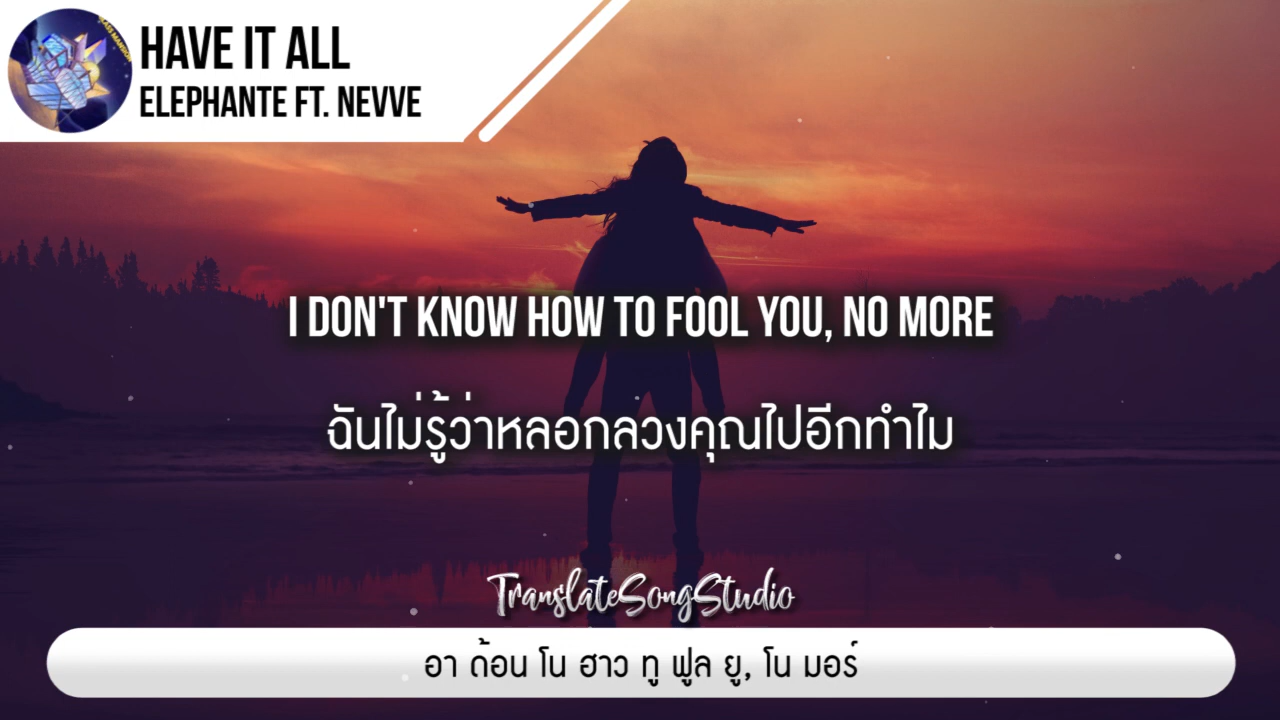 HAVE IT ALL
ELEPHANTE FT. NEVVE
I DON'T KNOW HOW TO FOOL YOU, NO MORE
ฉันไม่รู้ว่าหลอกลวงคุณไปอีกทำไม
TranslateSongStudio
อา ด้อน โน ฮาว ทู ฟูล ยู, โน มอร์